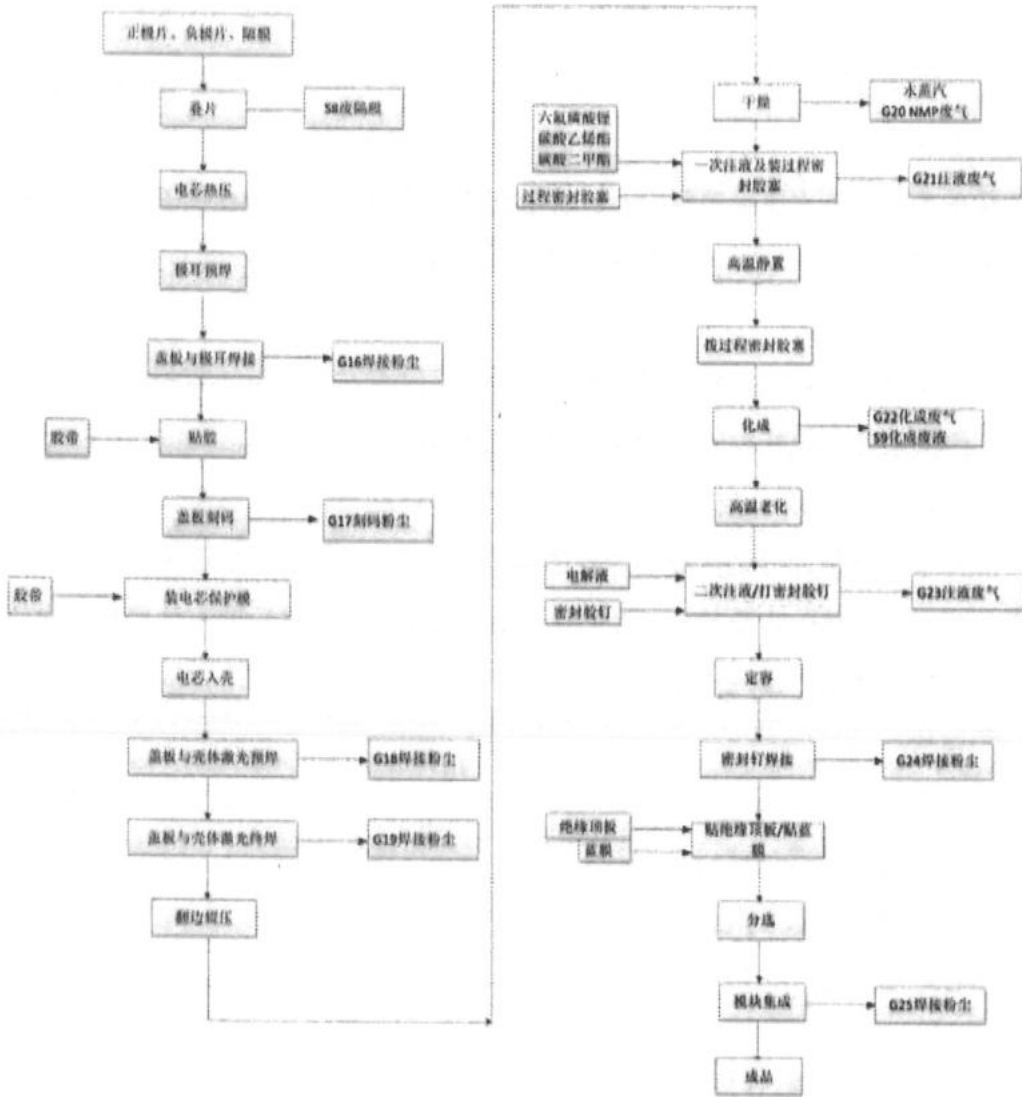 正极片、负极片、隔膜
叠片
S8废隔膜
电芯热压
极耳预焊
盖板与极耳焊接
G16焊接粉尘
胶带
贴胶
盖板刻码
G17刻码粉尘
胶带
装电芯保护膜
电芯入壳
盖板与壳体激光预焊
G18焊接粉尘
盖板与壳体激光终焊
G19焊接粉尘
翻边辊压
干燥
水蒸汽
G20 NMP废气
六氟磷酸锂
碳酸乙烯酯
碳酸二甲酯
过程密封胶塞
一次注液及装过程密
封胶塞
G21注液废气
高温静置
拔过程密封胶塞
化成
G22化成废气
S9化成废液
高温老化
电解液
密封胶钉
二次注液/打密封胶钉
G23注液废气
定容
密封钉焊接
G24焊接粉尘
绝缘顶板
蓝膜
贴绝缘顶板/贴蓝
膜
分选
模块集成
G25焊接粉尘
成品